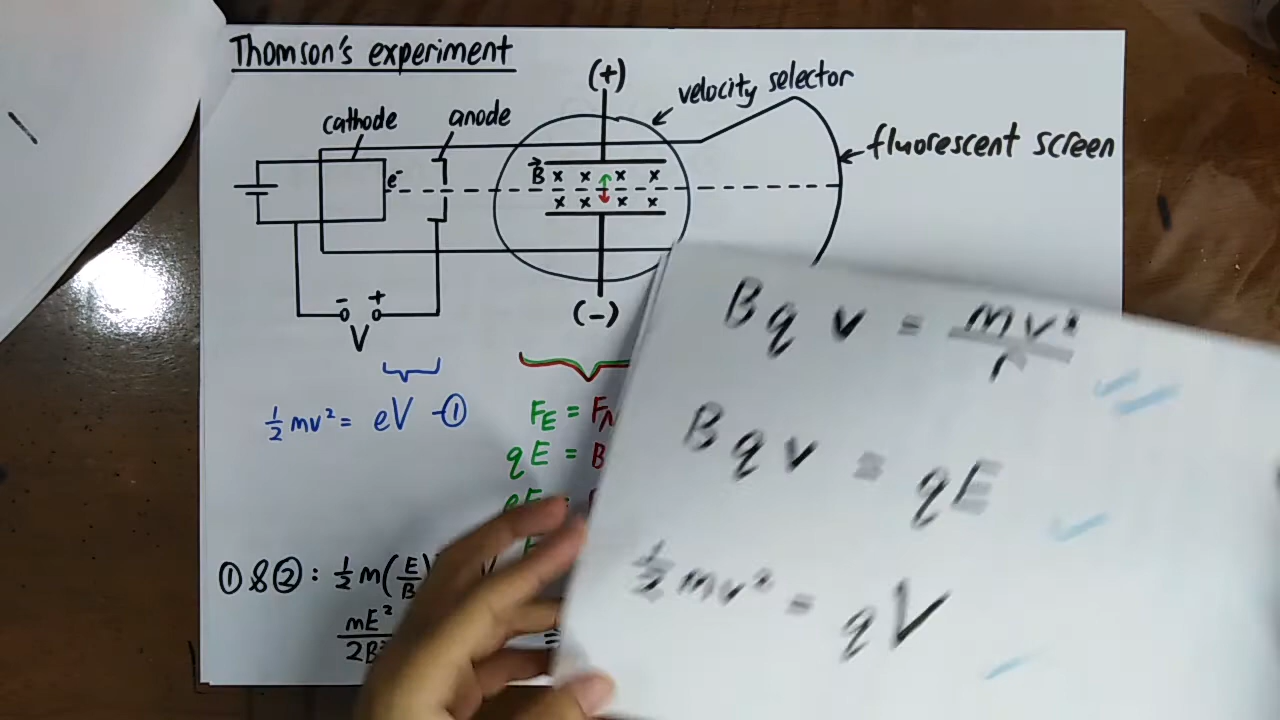 Thomson's experiment
(+)
velocity selector
cathode
anode
fluorescent screen
e⁻
B⃗ x x x x
x x x x
- +
V
(-)
½mv² = eV -①
F_E = F
qE = B
①&②: ½m(E/B)
mE²/2B²
Bqv = mv²/r
Bqv = qE
½mv² = qV